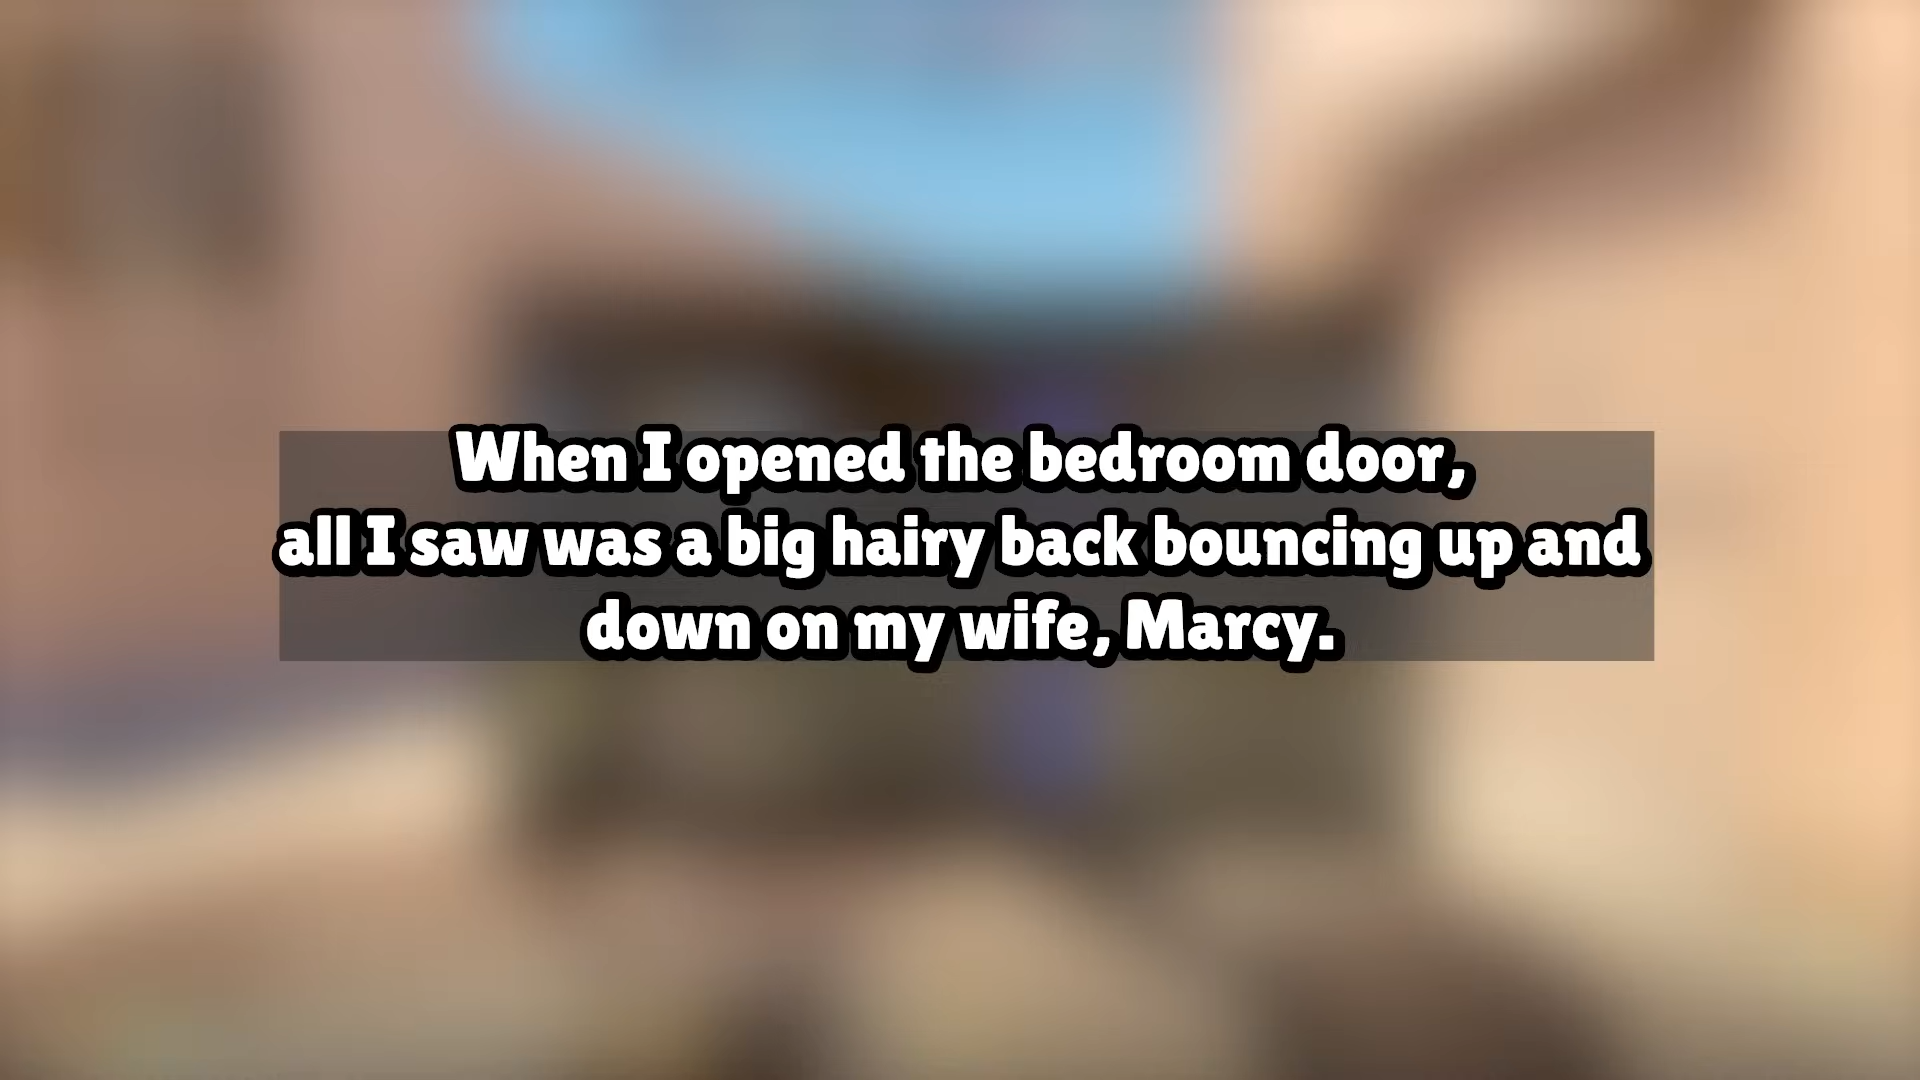 When I opened the bedroom door,
all I saw was a big hairy back bouncing up and
down on my wife, Marcy.